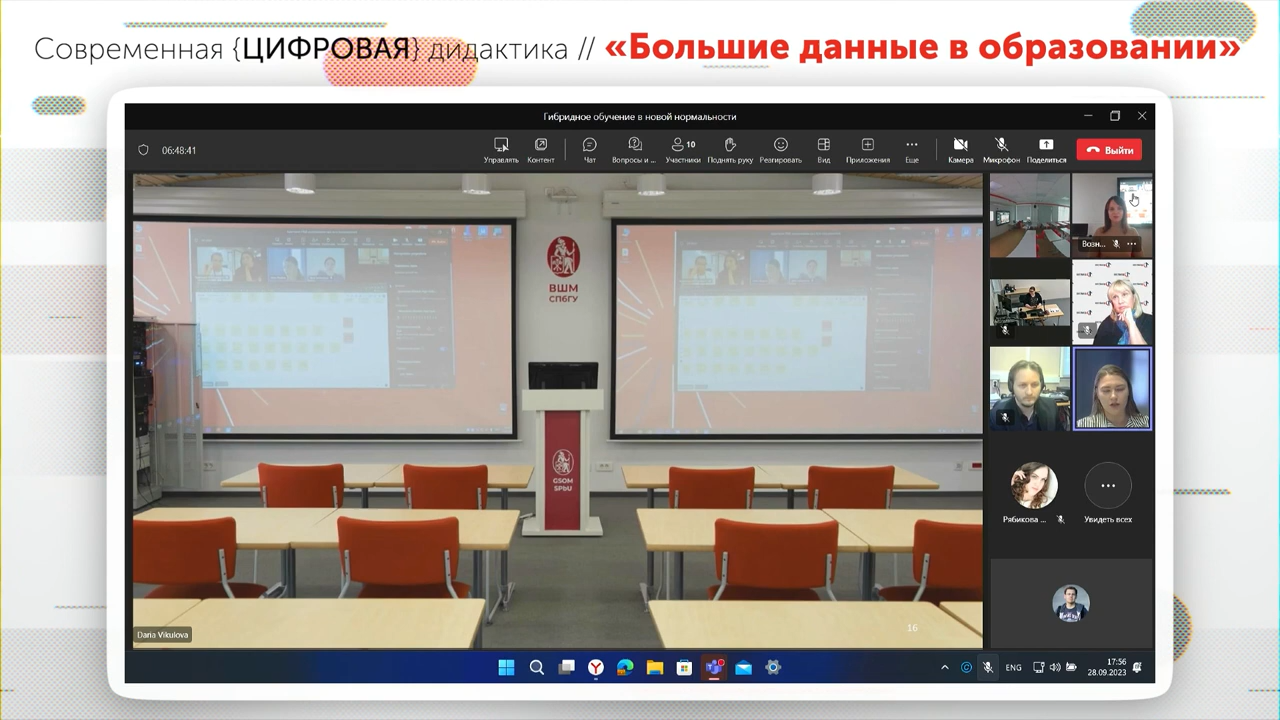 Современная {ЦИФРОВАЯ} дидактика // «Большие данные в образовании»
Гибридное обучение в новой нормальности
06:48:41
Управлять
Контент
Чат
Вопросы и ...
10
Участники
Поднять руку
Реагировать
Вид
Приложения
Еще
Камера
Микрофон
Поделиться
Выйти
ВШМ
СПбГУ
GSOM
SPbU
Возн...
Рябикова ...
Увидеть всех
Daria Vikulova
16
ENG
17:56
28.09.2023